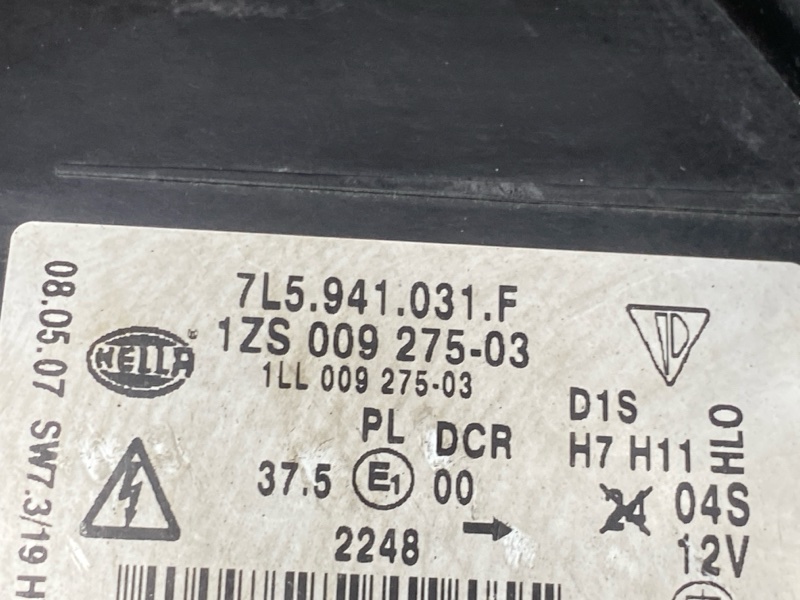 7L5.941.031.F
1ZS 009 275-03
1LL 009 275-03
HELLA
08.05.07 SW7.3/19 H
PL DCR
37.5 E1 00
2248
D1S
H7 H11
04S
12V